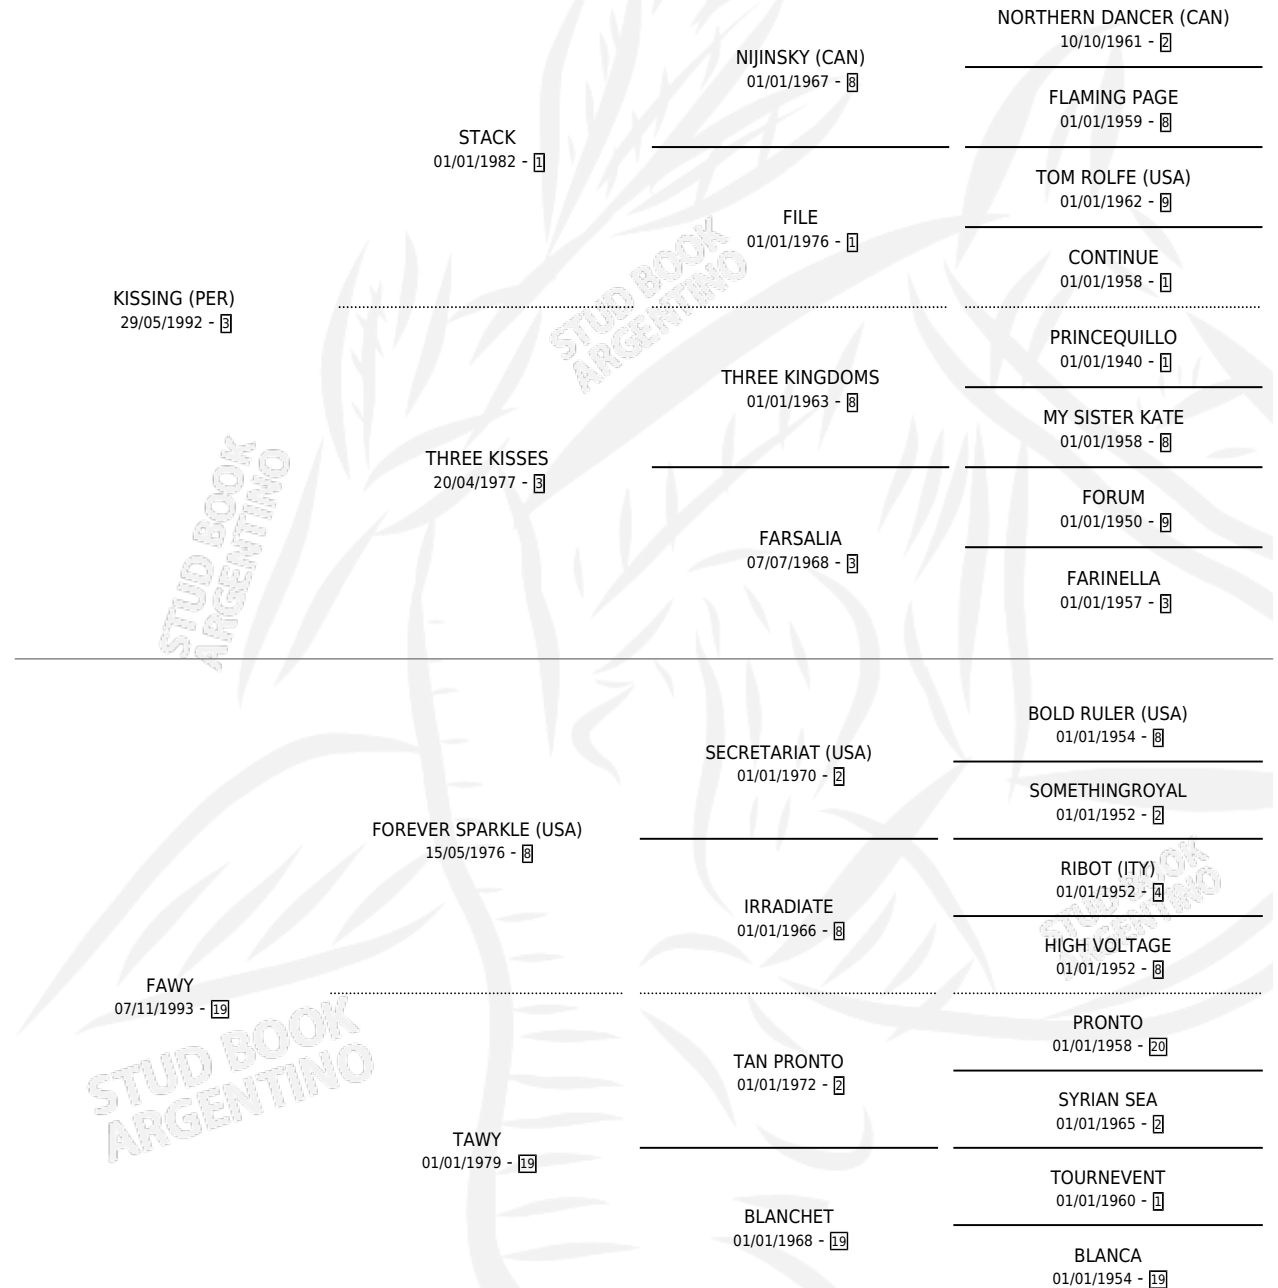 NORTHERN DANCER (CAN)
10/10/1961 - 2
NIJINSKY (CAN)
01/01/1967 - 8
FLAMING PAGE
01/01/1959 - 8
STACK
01/01/1982 - 1
TOM ROLFE (USA)
01/01/1962 - 9
FILE
01/01/1976 - 1
CONTINUE
01/01/1958 - 1
KISSING (PER)
29/05/1992 - 3
STUD BOOK
ARGENTINO
PRINCEQUILLO
01/01/1940 - 1
THREE KINGDOMS
01/01/1963 - 8
MY SISTER KATE
01/01/1958 - 8
THREE KISSES
20/04/1977 - 3
FORUM
01/01/1950 - 9
FARSALIA
07/07/1968 - 3
FARINELLA
01/01/1957 - 3
STUD BOOK
ARGENTINO
BOLD RULER (USA)
01/01/1954 - 8
SECRETARIAT (USA)
01/01/1970 - 2
SOMETHINGROYAL
01/01/1952 - 2
FOREVER SPARKLE (USA)
15/05/1976 - 8
RIBOT (ITY)
01/01/1952 - 4
IRRADIATE
01/01/1966 - 8
STUD BOOK
ARGENTINO
HIGH VOLTAGE
01/01/1952 - 8
FAWY
07/11/1993 - 19
STUD BOOK
ARGENTINO
PRONTO
01/01/1958 - 20
TAN PRONTO
01/01/1972 - 2
SYRIAN SEA
01/01/1965 - 2
TAWY
01/01/1979 - 19
TOURNEVENT
01/01/1960 - 1
BLANCHET
01/01/1968 - 19
BLANCA
01/01/1954 - 19